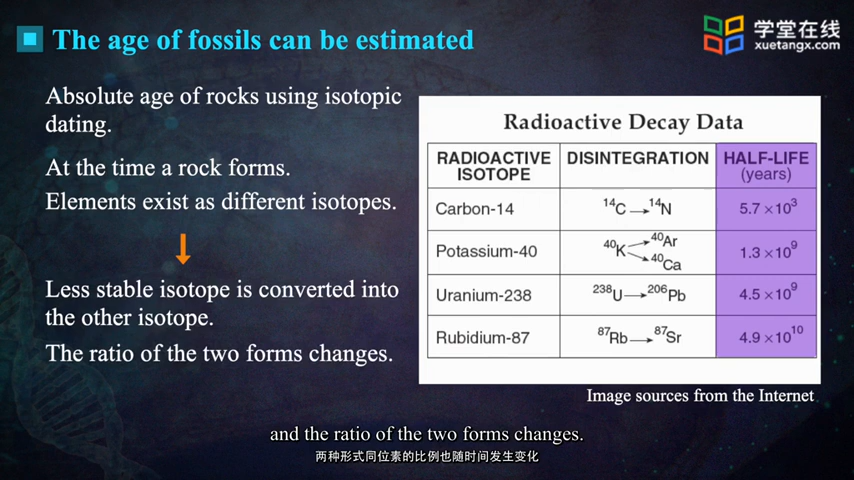 The age of fossils can be estimated
学堂在线
xuetangx.com
Absolute age of rocks using isotopic
dating.
At the time a rock forms.
Elements exist as different isotopes.
Less stable isotope is converted into
the other isotope.
The ratio of the two forms changes.
Radioactive Decay Data
RADIOACTIVE ISOTOPE DISINTEGRATION HALF-LIFE (years)
Carbon-14 ¹⁴C → ¹⁴N 5.7 ×10³
Potassium-40 ⁴⁰K → ⁴⁰Ar ⁴⁰Ca 1.3 ×10⁹
Uranium-238 ²³⁸U → ²⁰⁶Pb 4.5 ×10⁹
Rubidium-87 ⁸⁷Rb → ⁸⁷Sr 4.9 ×10¹⁰
Image sources from the Internet
and the ratio of the two forms changes.
两种形式同位素的比例也随时间发生变化